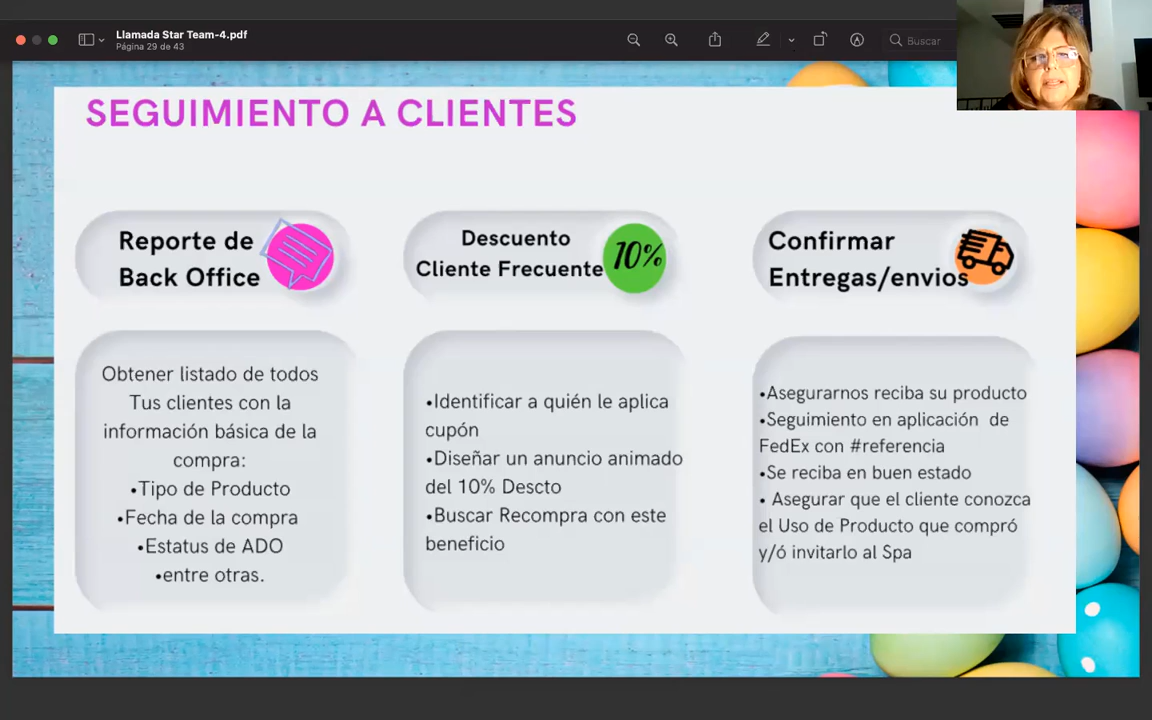 Llamada Star Team-4.pdf
Página 29 de 43
Buscar
SEGUIMIENTO A CLIENTES
Reporte de
Back Office
Descuento
Cliente Frecuente
10%
Confirmar
Entregas/envios
Obtener listado de todos
Tus clientes con la
información básica de la
compra:
•Tipo de Producto
•Fecha de la compra
•Estatus de ADO
•entre otras.
•Identificar a quién le aplica
cupón
•Diseñar un anuncio animado
del 10% Descto
•Buscar Recompra con este
beneficio
•Asegurarnos reciba su producto
•Seguimiento en aplicación de
FedEx con #referencia
•Se reciba en buen estado
• Asegurar que el cliente conozca
el Uso de Producto que compró
y/ó invitarlo al Spa